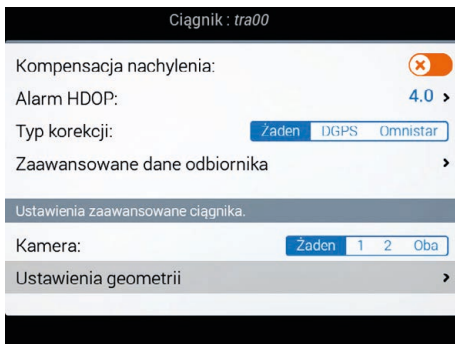 Ciągnik : tra00
Kompensacja nachylenia:
Alarm HDOP: 4.0
Typ korekcji: Żaden DGPS Omnistar
Zaawansowane dane odbiornika
Ustawienia zaawansowane ciągnika.
Kamera: Żaden 1 2 Oba
Ustawienia geometrii